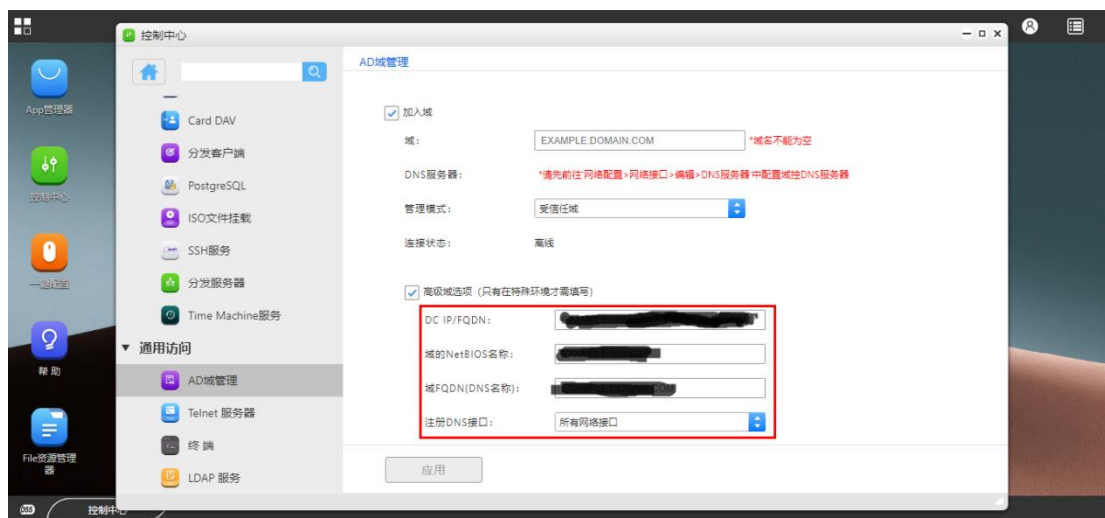 控制中心
App管理器
控制中心
一键配置
帮 助
File资源管理器
Card DAV
分发客户端
PostgreSQL
ISO文件挂载
SSH服务
分发服务器
Time Machine服务
通用访问
AD域管理
Telnet 服务器
终 端
LDAP 服务
AD域管理
加入域
域: EXAMPLE.DOMAIN.COM *域名不能为空
DNS服务器: *请先前往'网络配置>网络接口>编辑>DNS服务器'中配置域控DNS服务器
管理模式: 受信任域
连接状态: 离线
高级域选项 (只有在特殊环境才需填写)
DC IP/FQDN:
域的NetBIOS名称:
域FQDN(DNS名称):
注册DNS接口: 所有网络接口
应用
控制中心